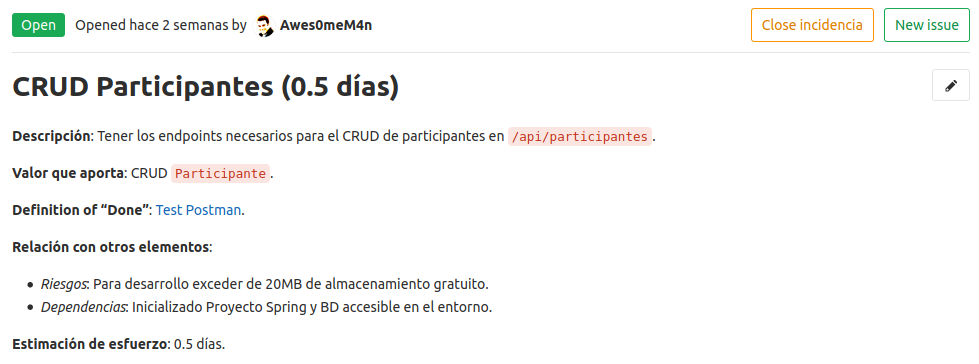 Open Opened hace 2 semanas by Awes0meM4n Close incidencia New issue
CRUD Participantes (0.5 días)
Descripción: Tener los endpoints necesarios para el CRUD de participantes en /api/participantes.
Valor que aporta: CRUD Participante.
Definition of “Done”: Test Postman.
Relación con otros elementos:
• Riesgos: Para desarrollo exceder de 20MB de almacenamiento gratuito.
• Dependencias: Inicializado Proyecto Spring y BD accesible en el entorno.
Estimación de esfuerzo: 0.5 días.